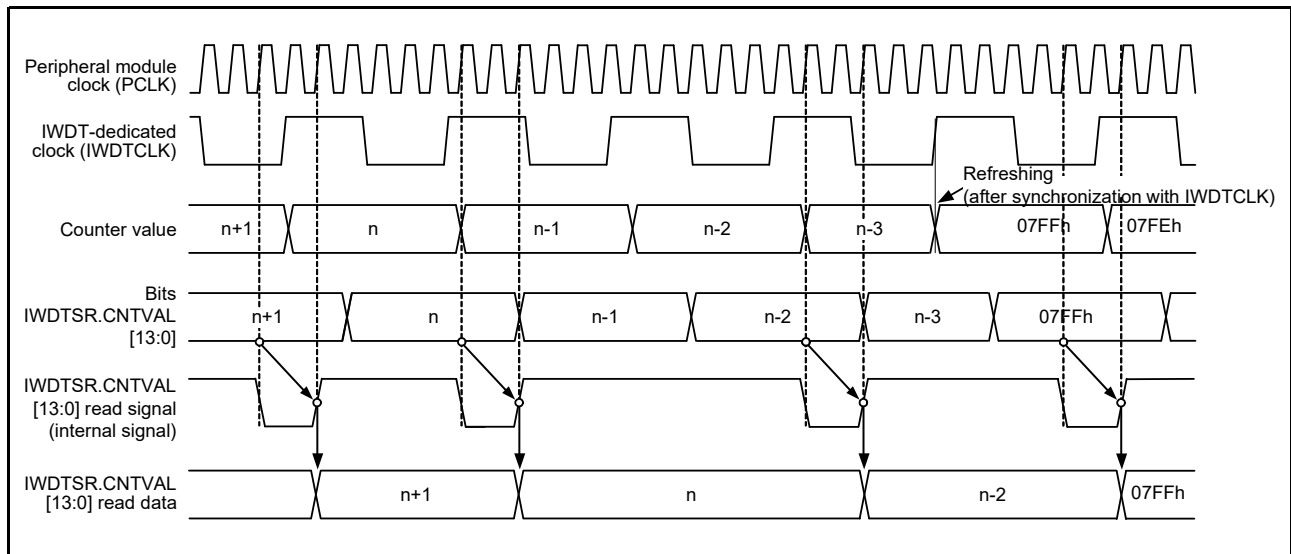 Peripheral module
clock (PCLK)
IWDT-dedicated
clock (IWDTCLK)
Refreshing
(after synchronization with IWDTCLK)
Counter value
n+1
n
n-1
n-2
n-3
07FFh
07FEh
Bits
IWDTSR.CNTVAL
[13:0]
n+1
n
n-1
n-2
n-3
07FFh
IWDTSR.CNTVAL
[13:0] read signal
(internal signal)
IWDTSR.CNTVAL
[13:0] read data
n+1
n
n-2
07FFh